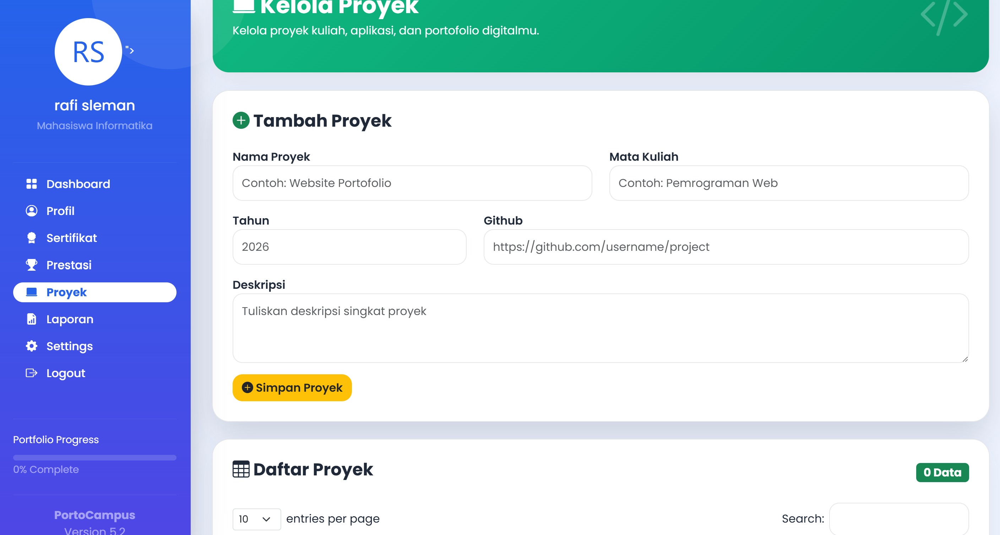 RS
">
rafi sleman
Mahasiswa Informatika
Dashboard
Profil
Sertifikat
Prestasi
Proyek
Laporan
Settings
Logout
Portfolio Progress
0% Complete
PortoCampus
Version 5.2
Kelola Proyek
Kelola proyek kuliah, aplikasi, dan portofolio digitalmu.
Tambah Proyek
Nama Proyek
Contoh: Website Portofolio
Mata Kuliah
Contoh: Pemrograman Web
Tahun
2026
Github
https://github.com/username/project
Deskripsi
Tuliskan deskripsi singkat proyek
Simpan Proyek
Daftar Proyek
0 Data
10 entries per page
Search: